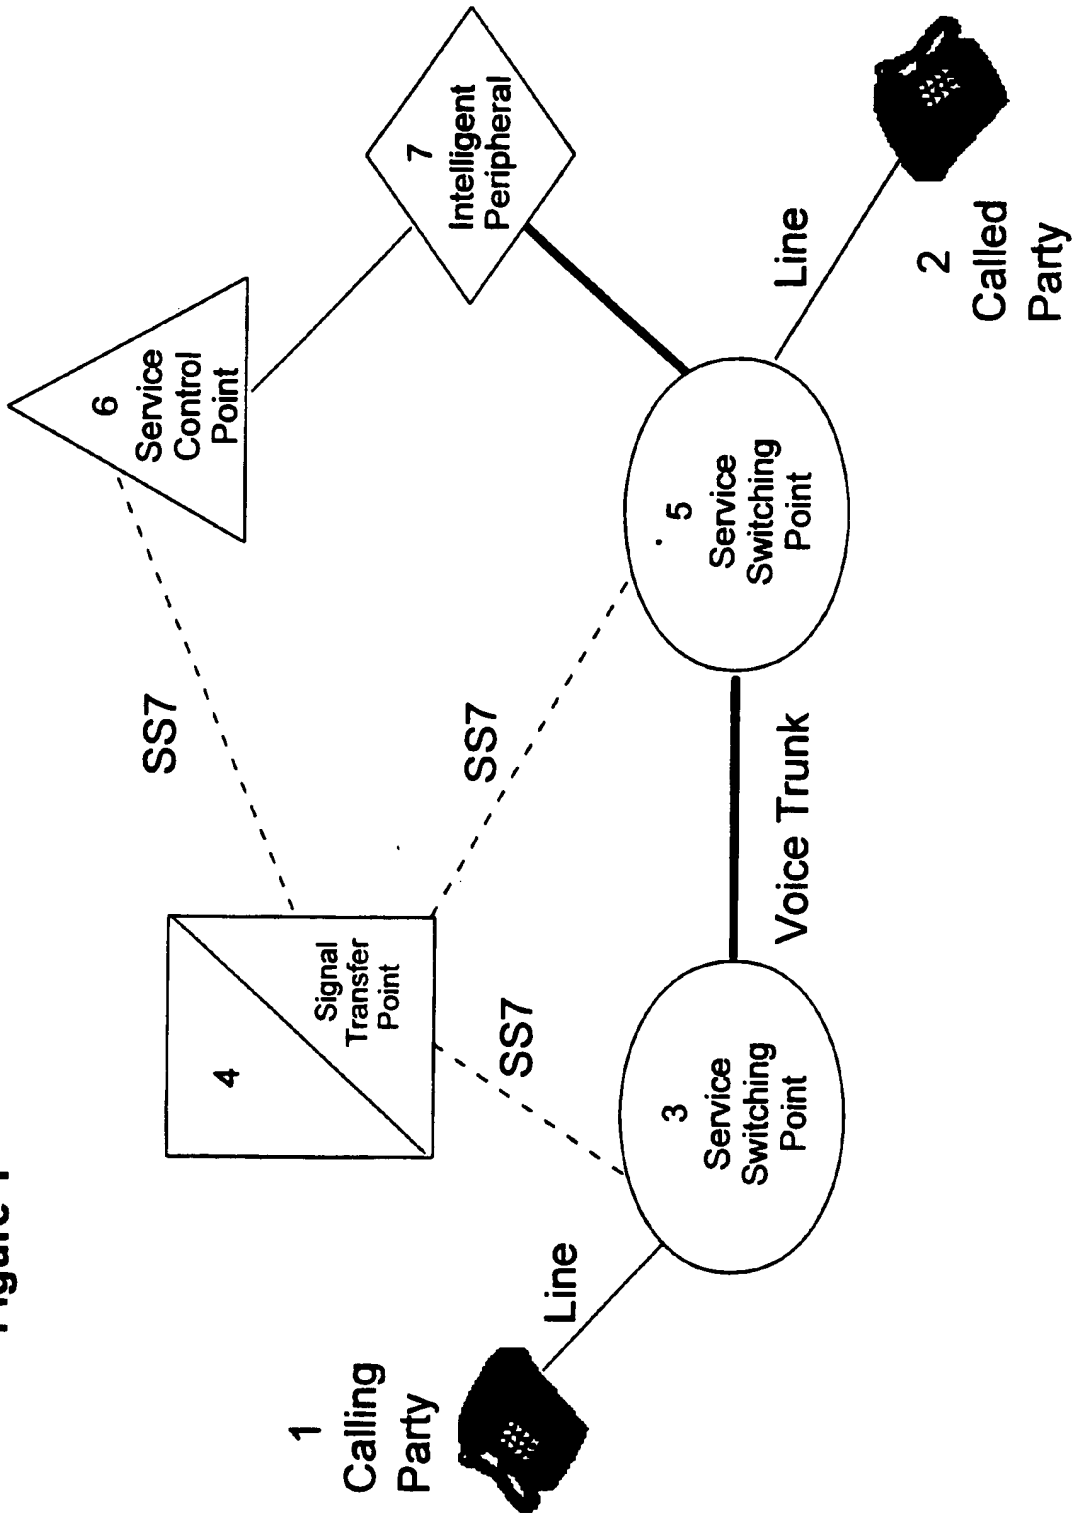 Figure 1
6
Service
Control
Point
SS7
4
Signal
Transfer
Point
7
Intelligent
Peripheral
SS7
SS7
1
Calling
Party
Line
3
Service
Switching
Point
Voice Trunk
5
Service
Switching
Point
Line
2
Called
Party